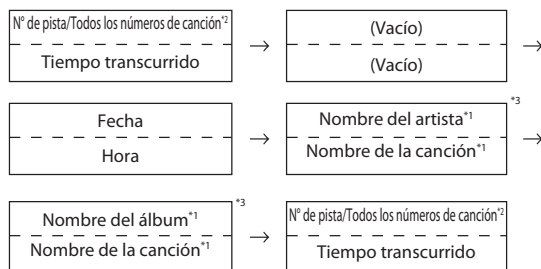 N° de pista/Todos los números de canción*2
Tiempo transcurrido
→
(Vacío)
(Vacío)
→
Fecha
Hora
→
Nombre del artista*1
Nombre de la canción*1
*3
→
Nombre del álbum*1
Nombre de la canción*1
*3
→
N° de pista/Todos los números de canción*2
Tiempo transcurrido